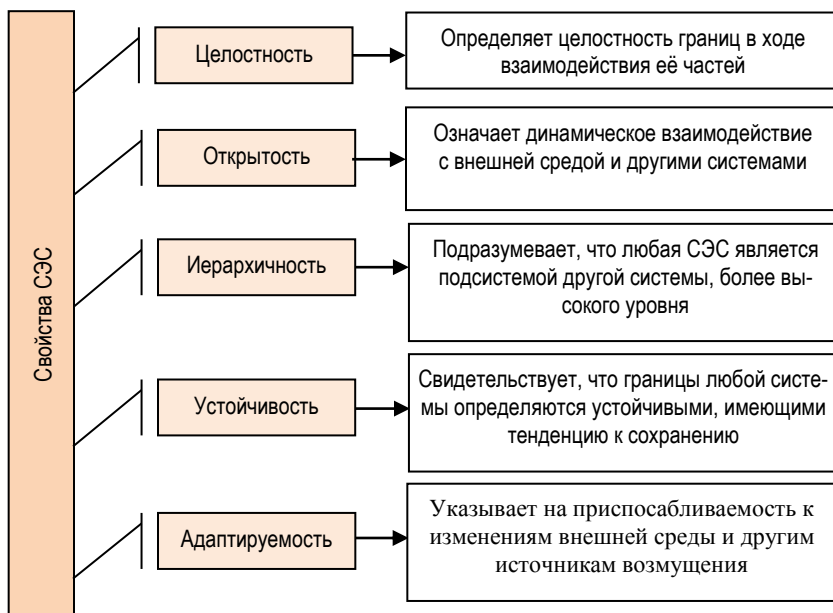 Свойства СЭС
Целостность
Определяет целостность границ в ходе
взаимодействия её частей
Открытость
Означает динамическое взаимодействие
с внешней средой и другими системами
Иерархичность
Подразумевает, что любая СЭС является
подсистемой другой системы, более вы-
сокого уровня
Устойчивость
Свидетельствует, что границы любой систе-
мы определяются устойчивыми, имеющими
тенденцию к сохранению
Адаптируемость
Указывает на приспосабливаемость к
изменениям внешней среды и другим
источникам возмущения